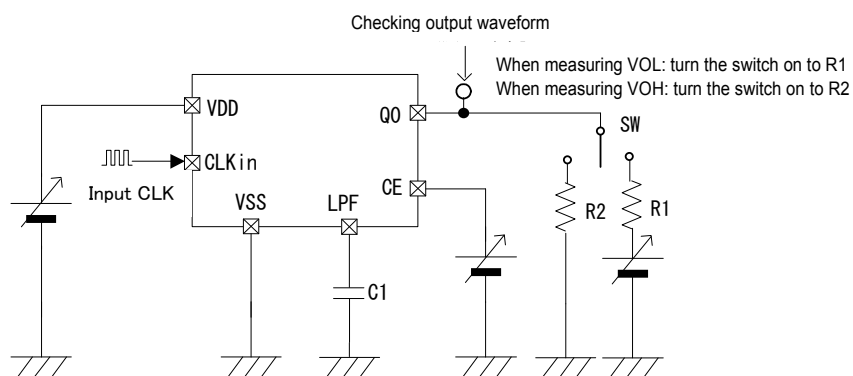 Checking output waveform
When measuring VOL: turn the switch on to R1
When measuring VOH: turn the switch on to R2
VDD
Q0
SW
CLKin
Input CLK
CE
VSS
LPF
R2
R1
C1